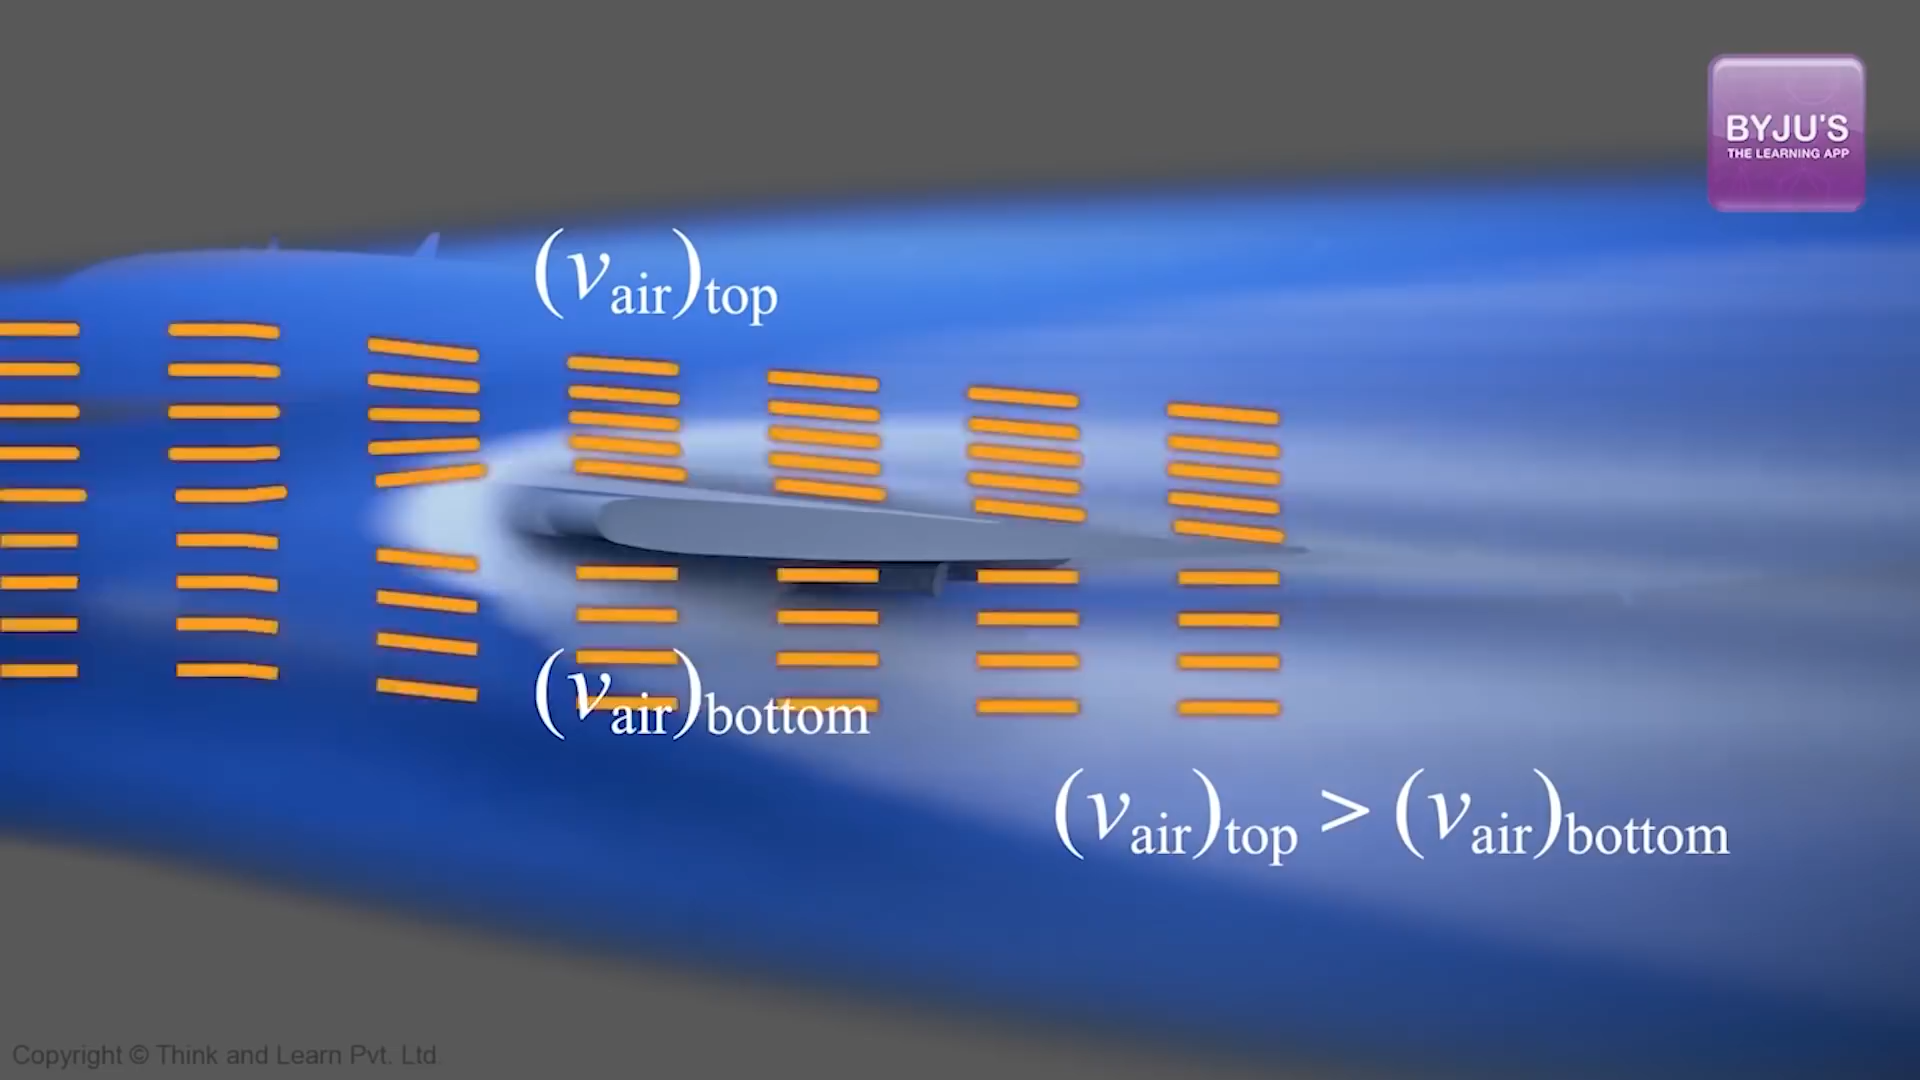 BYJU'S
THE LEARNING APP
(vair)top
(vair)bottom
(vair)top > (vair)bottom
Copyright © Think and Learn Pvt. Ltd.